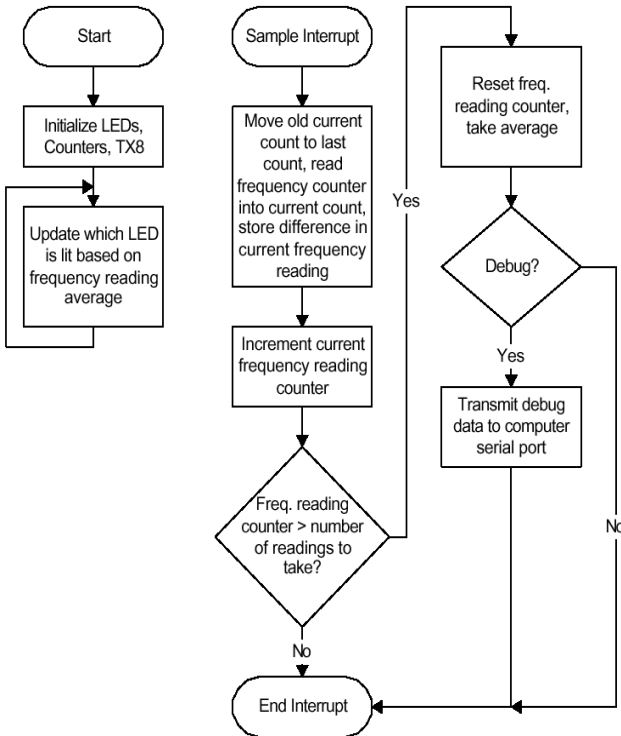 Start
Initialize LEDs,
Counters, TX8
Update which LED
is lit based on
frequency reading
average
Sample Interrupt
Move old current
count to last
count, read
frequency counter
into current count,
store difference in
current frequency
reading
Increment current
frequency reading
counter
Freq. reading
counter > number
of readings to
take?
No
End Interrupt
Yes
Reset freq.
reading counter,
take average
Debug?
Yes
Transmit debug
data to computer
serial port
No